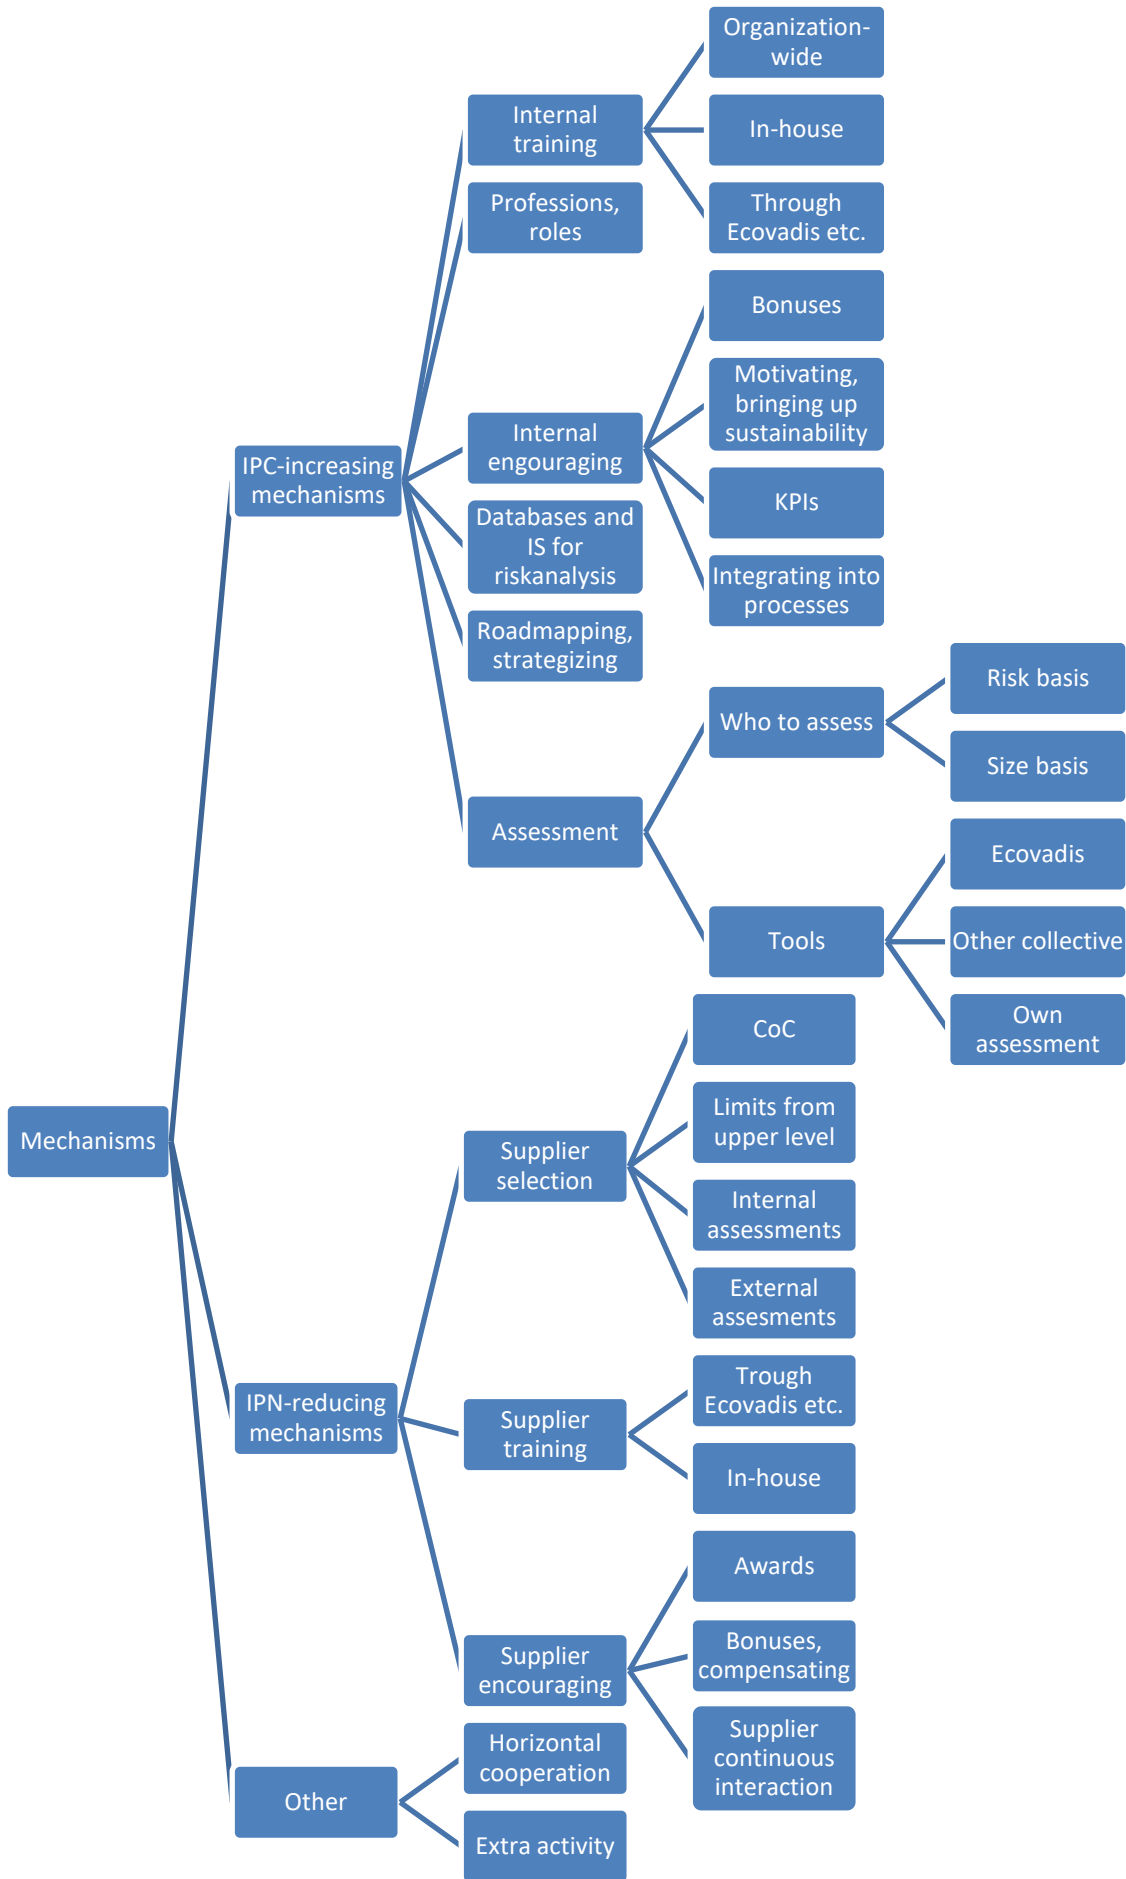 Organization-
wide
Internal
training
In-house
Through
Ecovadis etc.
Professions,
roles
Bonuses
Motivating,
bringing up
sustainability
Internal
engouraging
IPC-increasing
mechanisms
KPIs
Databases and
IS for
riskanalysis
Integrating into
processes
Roadmapping,
strategizing
Risk basis
Who to assess
Size basis
Assessment
Ecovadis
Tools
Other collective
Own
assessment
CoC
Mechanisms
Limits from
upper level
Supplier
selection
Internal
assessments
External
assesments
IPN-reducing
mechanisms
Trough
Ecovadis etc.
Supplier
training
In-house
Awards
Supplier
encouraging
Bonuses,
compensating
Supplier
continuous
interaction
Horizontal
cooperation
Other
Extra activity